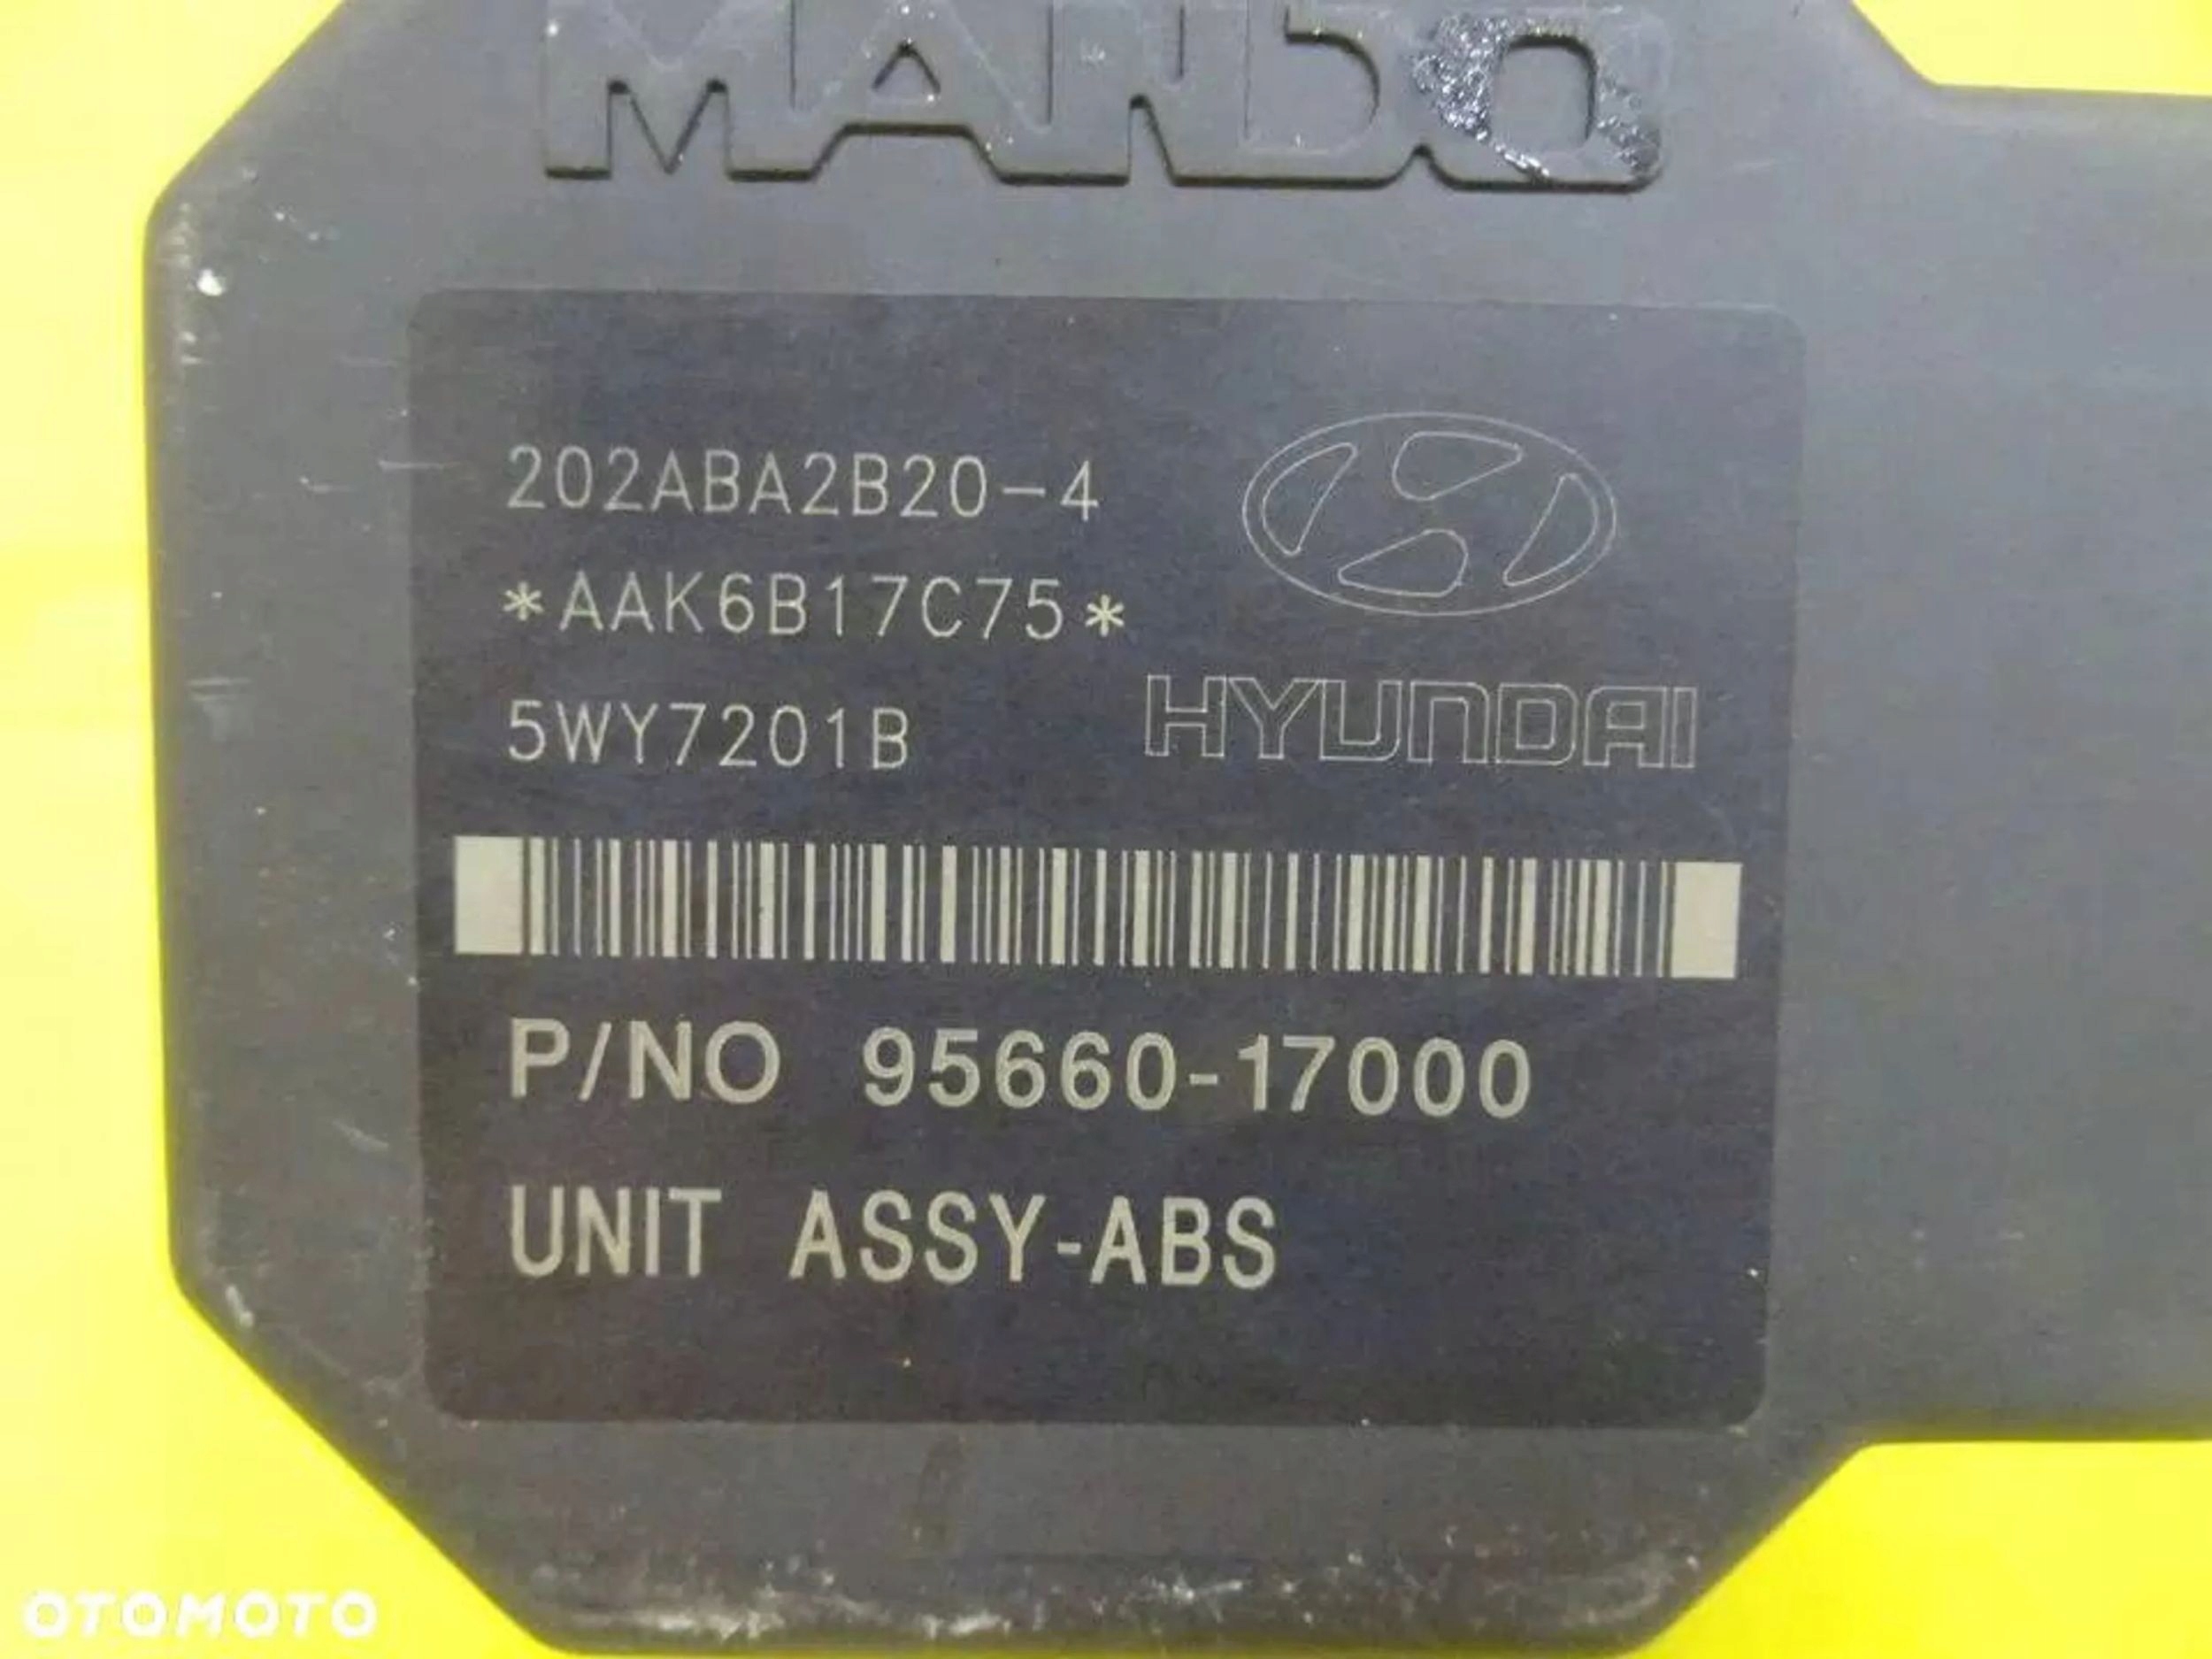 MANDO
202ABA2B20-4
*AAK6B17C75*
5WY7201B
HYUNDAI
P/NO 95660-17000
UNIT ASSY-ABS
OTOMOTO